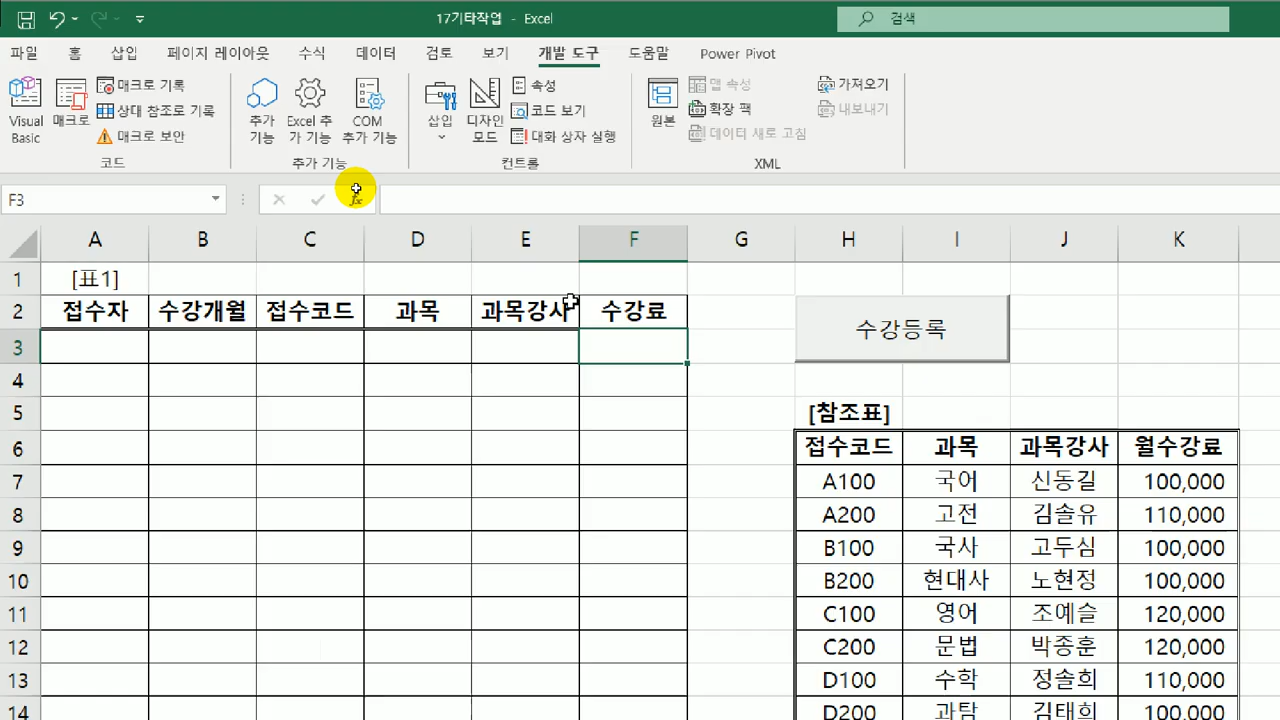 17기타작업 - Excel
검색
파일 홈 삽입 페이지 레이아웃 수식 데이터 검토 보기 개발 도구 도움말 Power Pivot
Visual Basic
매크로
매크로 기록
상대 참조로 기록
매크로 보안
코드
추가 기능
Excel 추가 기능
COM 추가 기능
추가 기능
삽입
디자인 모드
속성
코드 보기
대화 상자 실행
컨트롤
원본
맵 속성
확장 팩
데이터 새로 고침
가져오기
내보내기
XML
F3
fx
A B C D E F G H I J K
1 [표1]
2 접수자 수강개월 접수코드 과목 과목강사 수강료
수강등록
3
4
5 [참조표]
6 접수코드 과목 과목강사 월수강료
7 A100 국어 신동길 100,000
8 A200 고전 김솔유 110,000
9 B100 국사 고두심 100,000
10 B200 현대사 노현정 100,000
11 C100 영어 조예슬 120,000
12 C200 문법 박종훈 120,000
13 D100 수학 정솔희 110,000
14 D200 과탐 김태희 100,000